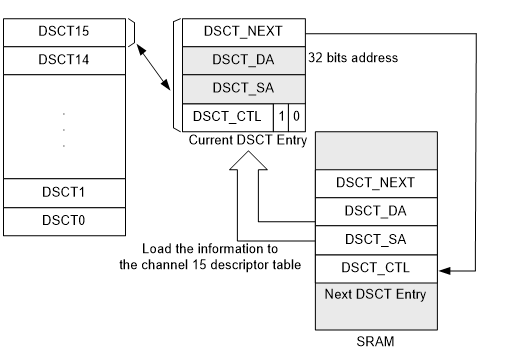 DSCT15
DSCT14
.
.
.
DSCT1
DSCT0
DSCT_NEXT
DSCT_DA
DSCT_SA
DSCT_CTL 1 0
Current DSCT Entry
32 bits address
Load the information to
the channel 15 descriptor table
DSCT_NEXT
DSCT_DA
DSCT_SA
DSCT_CTL
Next DSCT Entry
SRAM